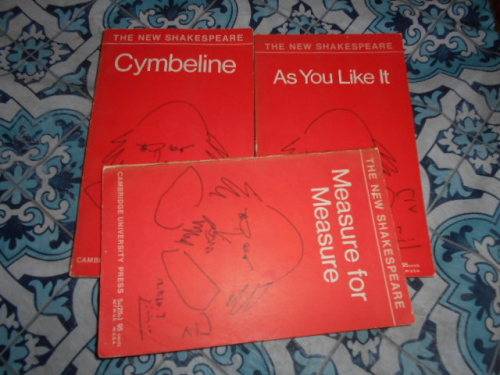 THE NEW SHAKESPEARE
Cymbeline
THE NEW SHAKESPEARE
As You Like It
THE NEW SHAKESPEARE
Measure for
Measure
CAMBRIDGE UNIVERSITY PRESS
CAMB